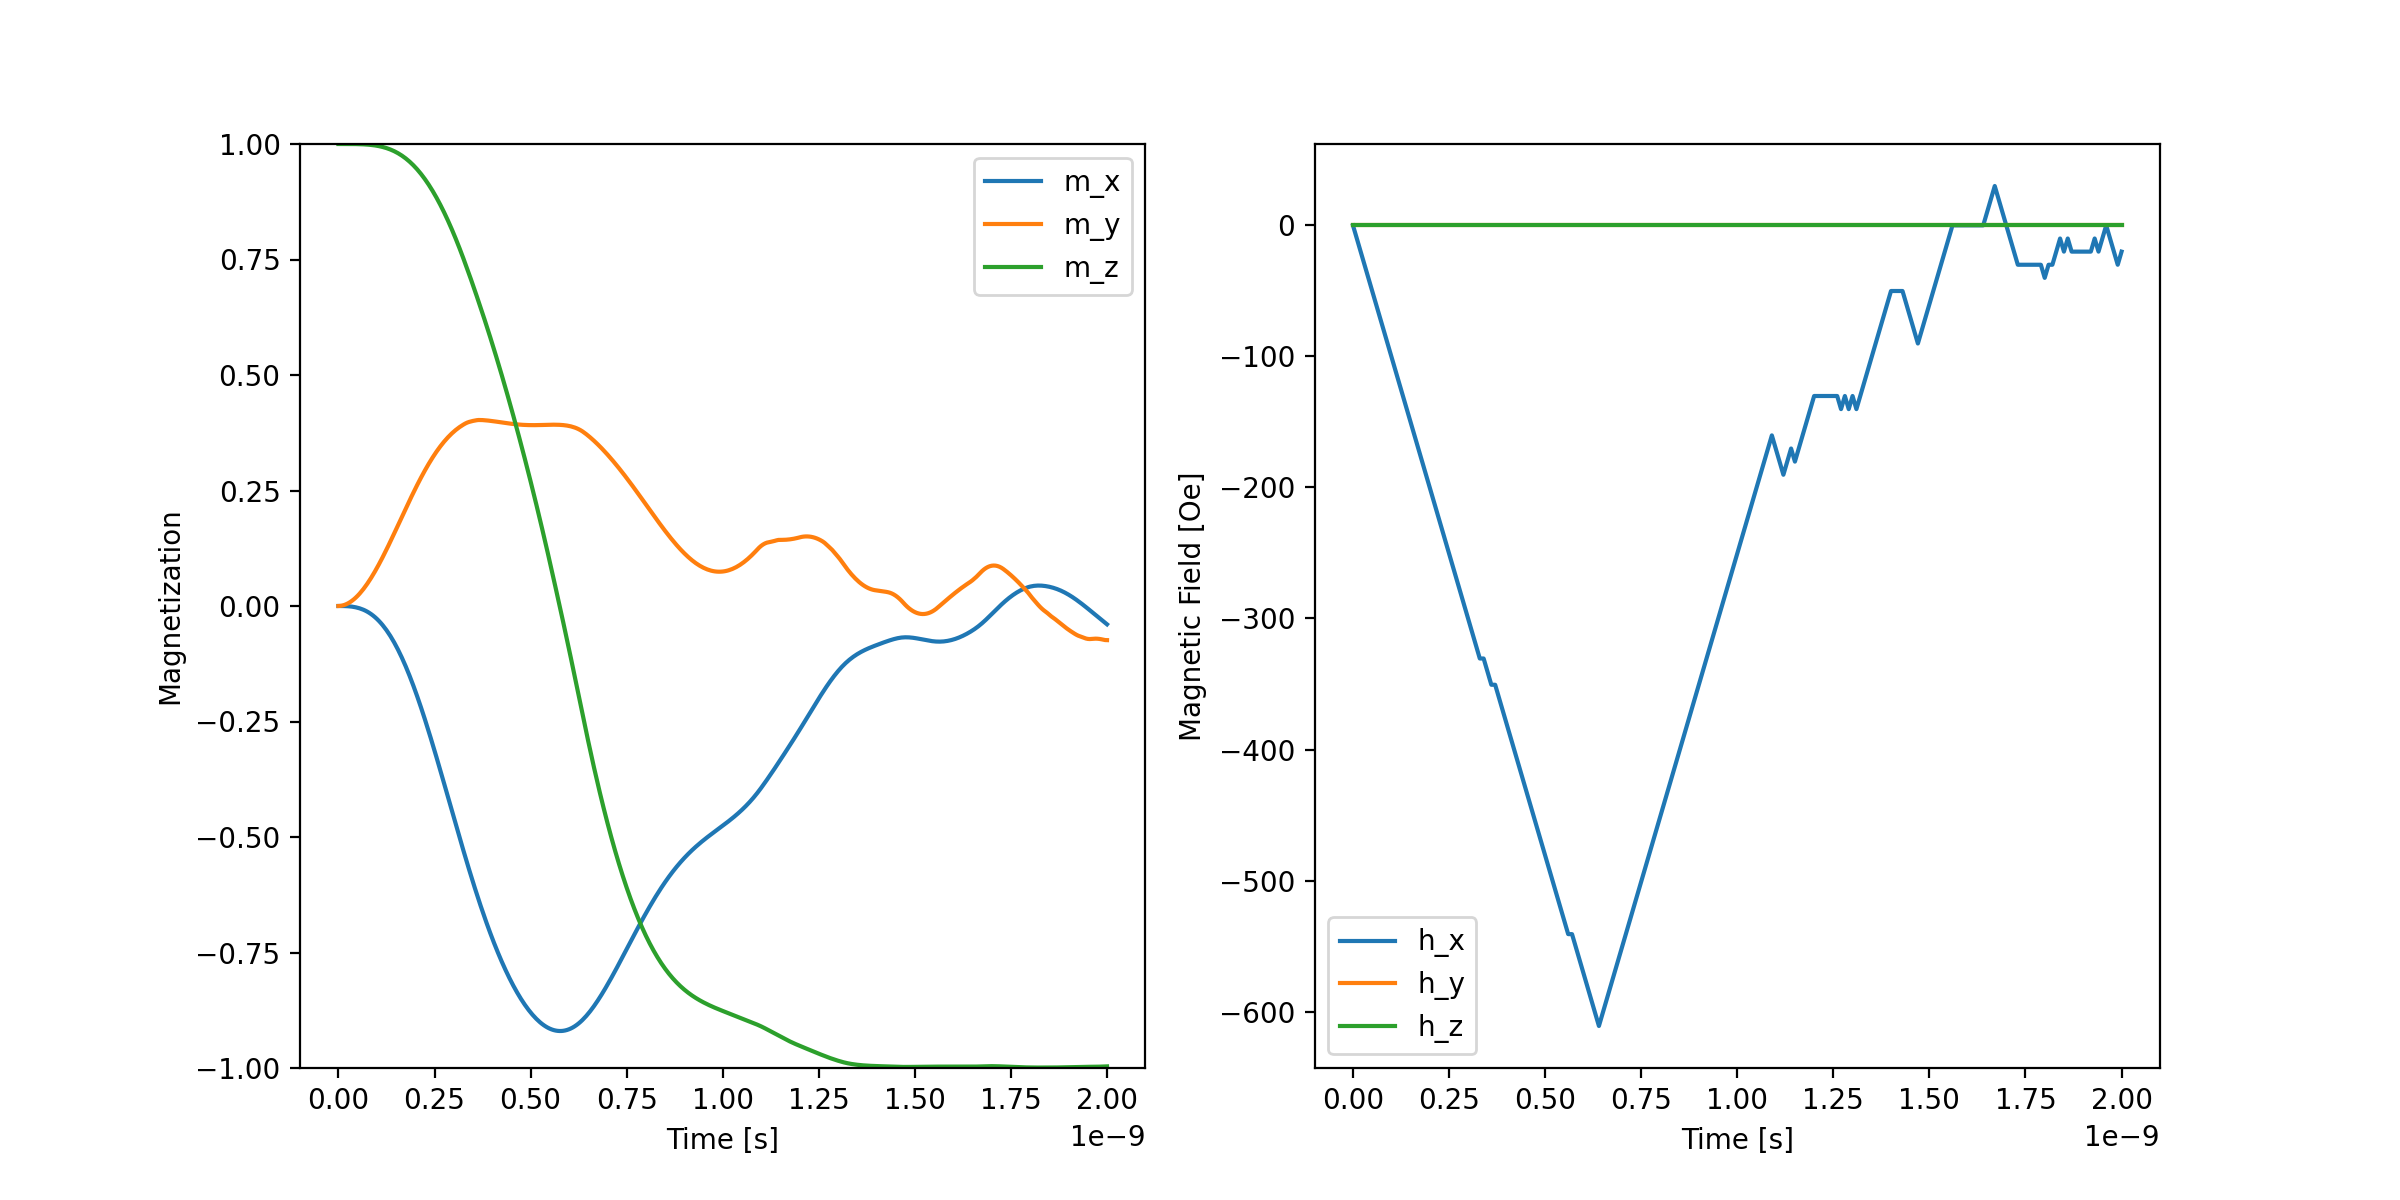 1.00
0.75
0.50
0.25
0.00
−0.25
−0.50
−0.75
−1.00
Magnetization
m_x
m_y
m_z
0.00 0.25 0.50 0.75 1.00 1.25 1.50 1.75 2.00
Time [s]
1e−9
0
−100
−200
−300
−400
−500
−600
Magnetic Field [Oe]
h_x
h_y
h_z
0.00 0.25 0.50 0.75 1.00 1.25 1.50 1.75 2.00
Time [s]
1e−9